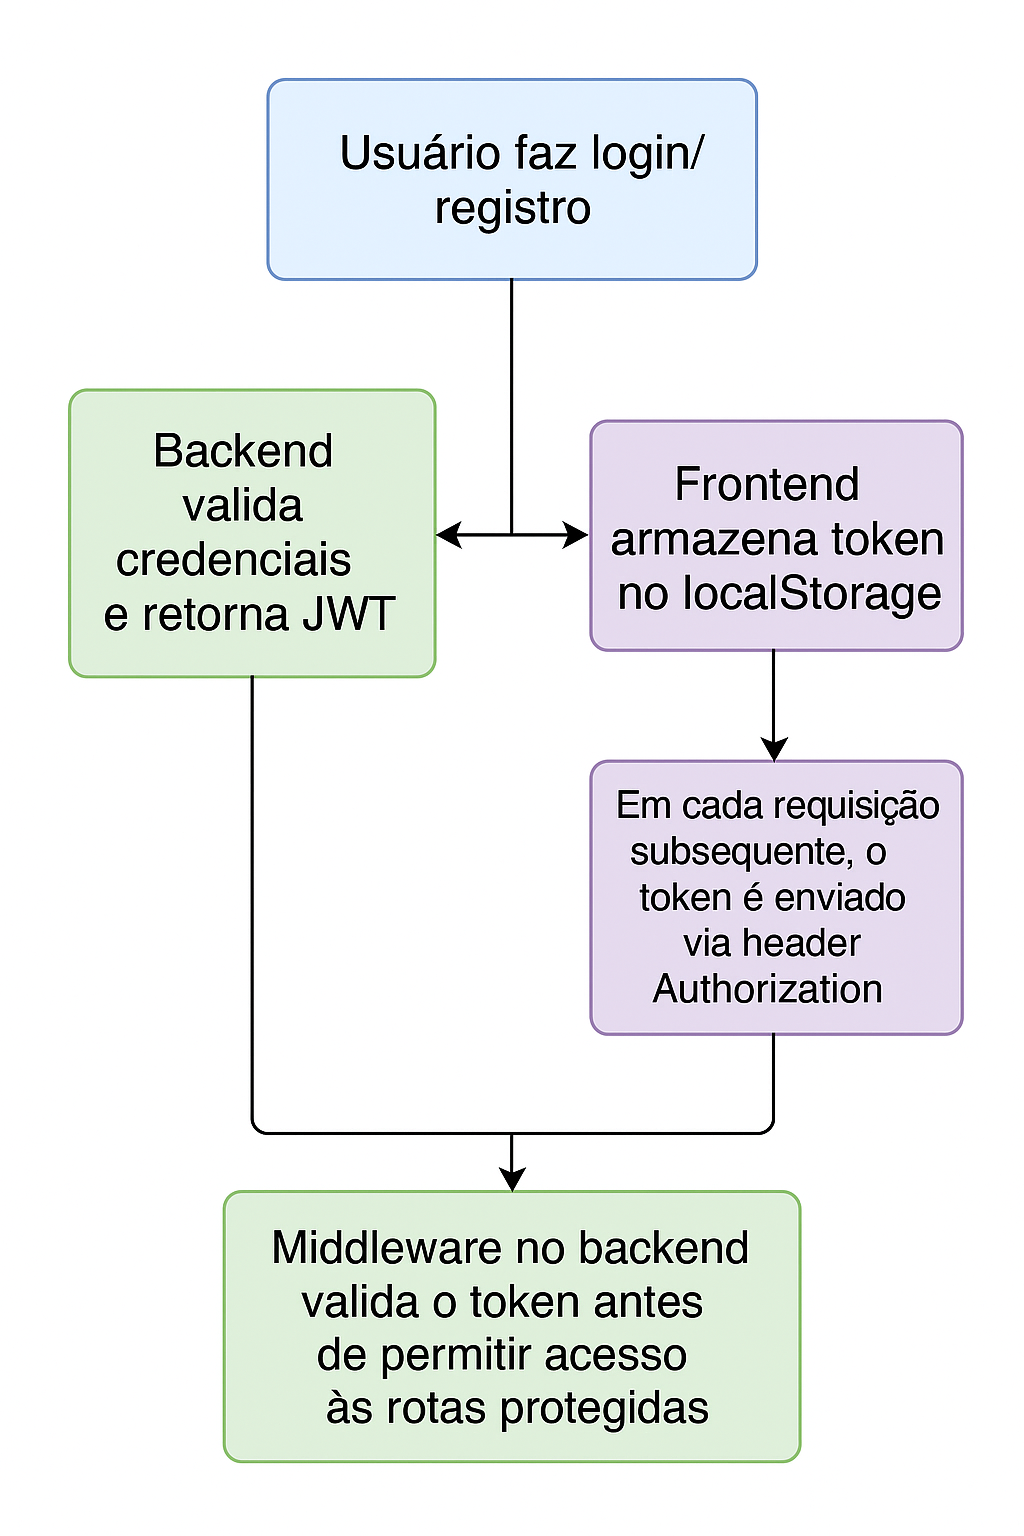 Usuário faz login/
registro
Backend
valida
credenciais
e retorna JWT
Frontend
armazena token
no localStorage
Em cada requisição
subsequente, o
token é enviado
via header
Authorization
Middleware no backend
valida o token antes
de permitir acesso
às rotas protegidas